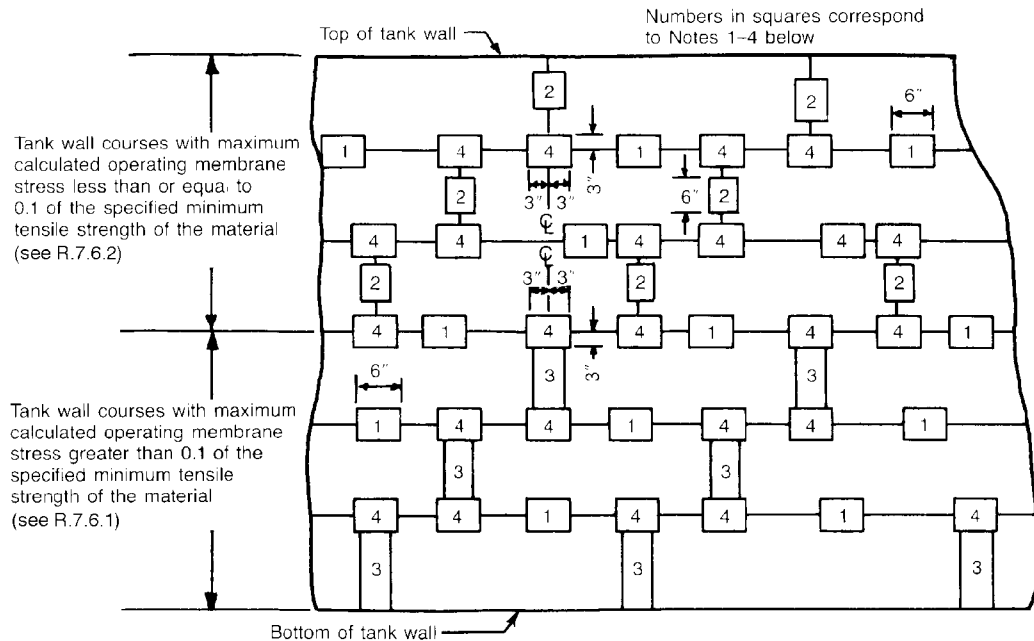 Top of tank wall
Numbers in squares correspond
to Notes 1–4 below
Tank wall courses with maximum
calculated operating membrane
stress less than or equal to
0.1 of the specified minimum
tensile strength of the material
(see R.7.6.2)
2 2
6"
1 4 4 1 4 4 1
3" 3" 3" 6"
2 2
℄
4 4 1 4 4 4 4
℄
2 3" 3" 2 2
4 1 4 4 1 4 4 1
3"
Tank wall courses with maximum
calculated operating membrane
stress greater than 0.1 of the
specified minimum tensile
strength of the material
(see R.7.6.1)
6"
3 3
1 4 4 1 4 4 1
3 3
4 4 1 4 4 1 4
3 3 3
Bottom of tank wall